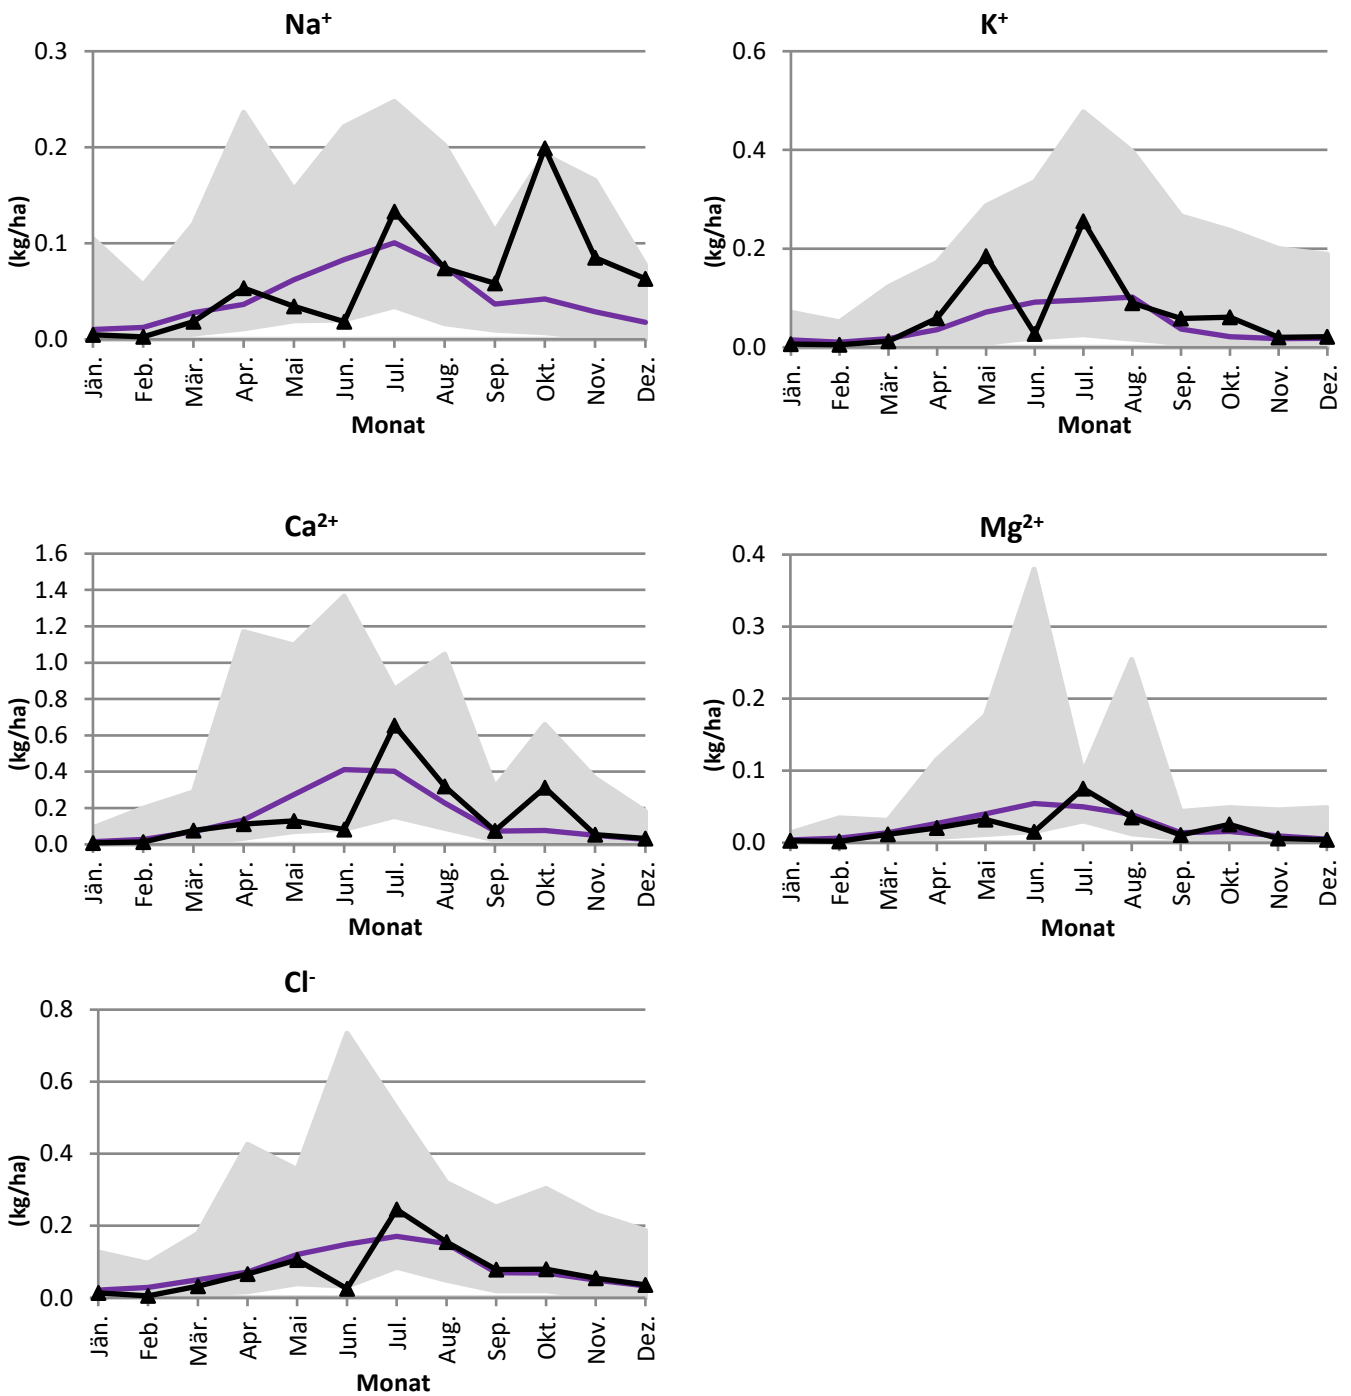 Na⁺
0.3
0.2
0.1
0.0
(kg/ha)
Jän. Feb. Mär. Apr. Mai Jun. Jul. Aug. Sep. Okt. Nov. Dez.
Monat
K⁺
0.6
0.4
0.2
0.0
(kg/ha)
Jän. Feb. Mär. Apr. Mai Jun. Jul. Aug. Sep. Okt. Nov. Dez.
Monat
Ca²⁺
1.6
1.4
1.2
1.0
0.8
0.6
0.4
0.2
0.0
(kg/ha)
Jän. Feb. Mär. Apr. Mai Jun. Jul. Aug. Sep. Okt. Nov. Dez.
Monat
Mg²⁺
0.4
0.3
0.2
0.1
0.0
(kg/ha)
Jän. Feb. Mär. Apr. Mai Jun. Jul. Aug. Sep. Okt. Nov. Dez.
Monat
Cl⁻
0.8
0.6
0.4
0.2
0.0
(kg/ha)
Jän. Feb. Mär. Apr. Mai Jun. Jul. Aug. Sep. Okt. Nov. Dez.
Monat